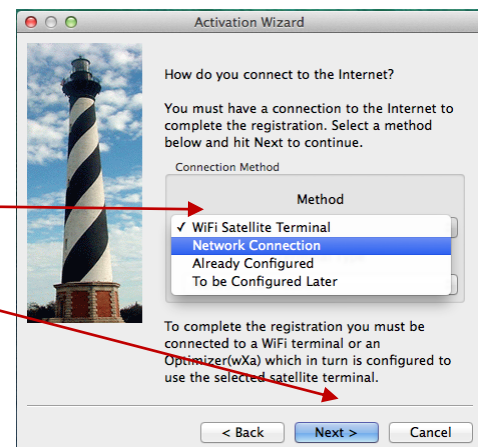 Activation Wizard
How do you connect to the Internet?
You must have a connection to the Internet to
complete the registration. Select a method
below and hit Next to continue.
Connection Method
Method
✓ WiFi Satellite Terminal
Network Connection
Already Configured
To be Configured Later
To complete the registration you must be
connected to a WiFi terminal or an
Optimizer(wXa) which in turn is configured to
use the selected satellite terminal.
< Back Next > Cancel